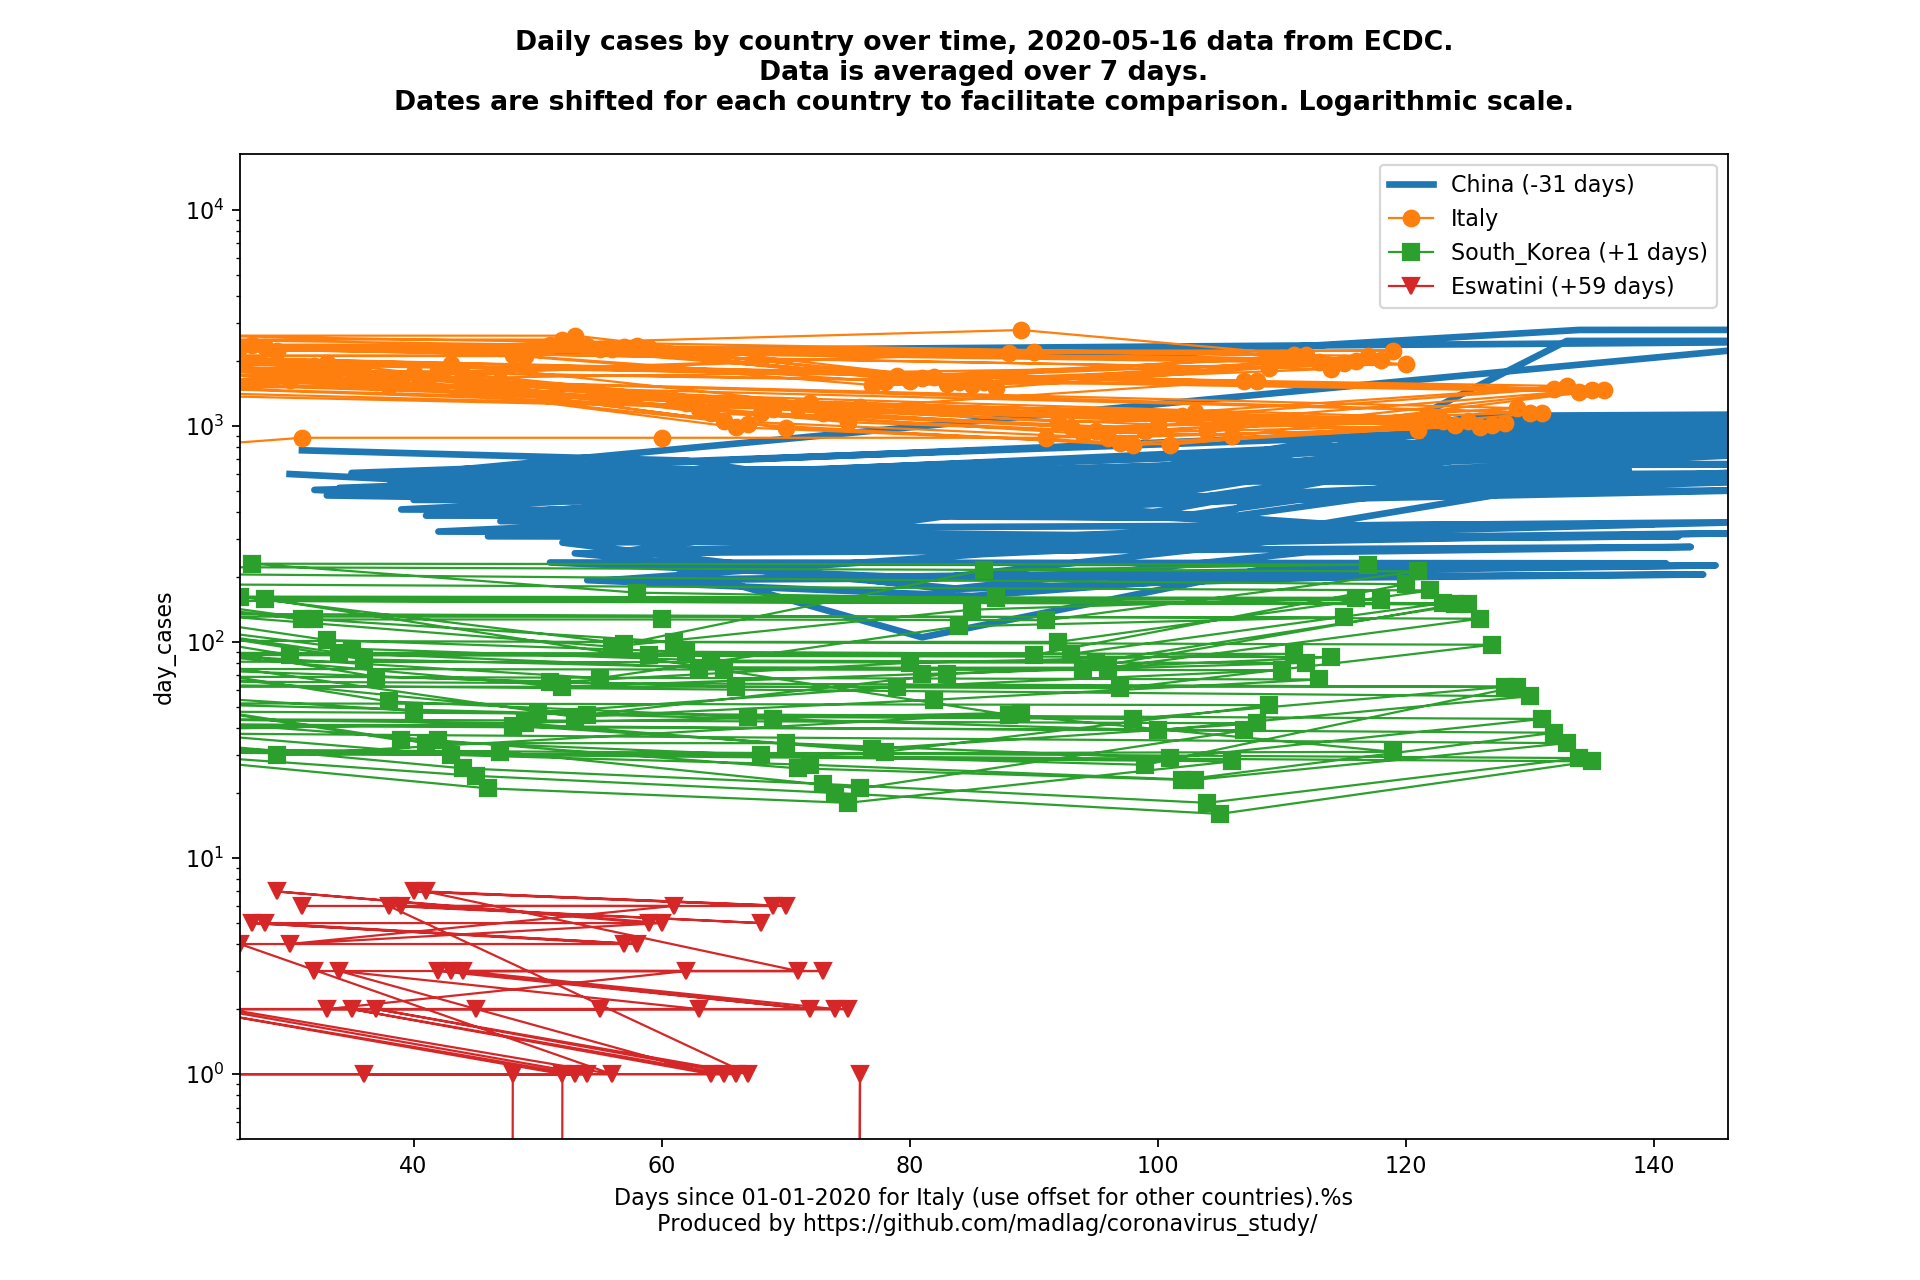 Daily cases by country over time, 2020-05-16 data from ECDC.
Data is averaged over 7 days.
Dates are shifted for each country to facilitate comparison. Logarithmic scale.
China (-31 days)
Italy
South_Korea (+1 days)
Eswatini (+59 days)
day_cases
10⁴
10³
10²
10¹
10⁰
40 60 80 100 120 140
Days since 01-01-2020 for Italy (use offset for other countries).%s
Produced by https://github.com/madlag/coronavirus_study/